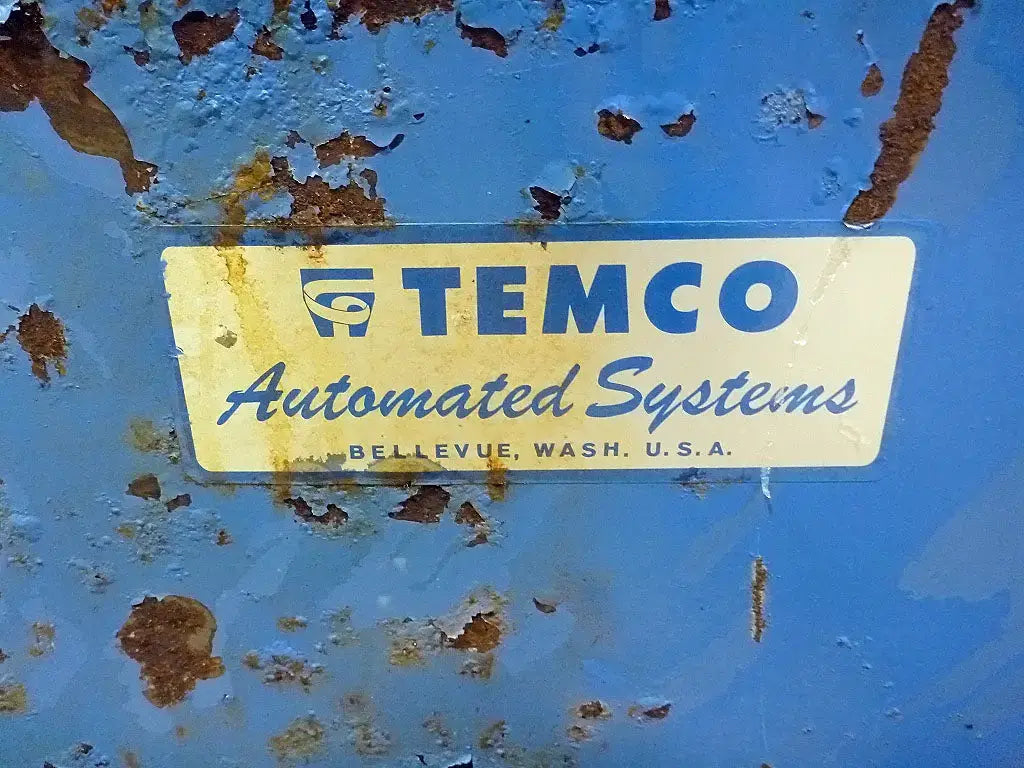 TEMCO
Automated Systems
BELLEVUE, WASH. U.S.A.